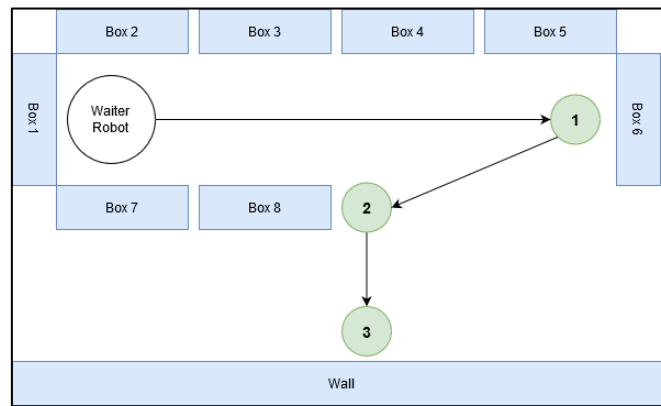 Box 2
Box 3
Box 4
Box 5
Box 1
Waiter
Robot
1
Box 6
Box 7
Box 8
2
3
Wall